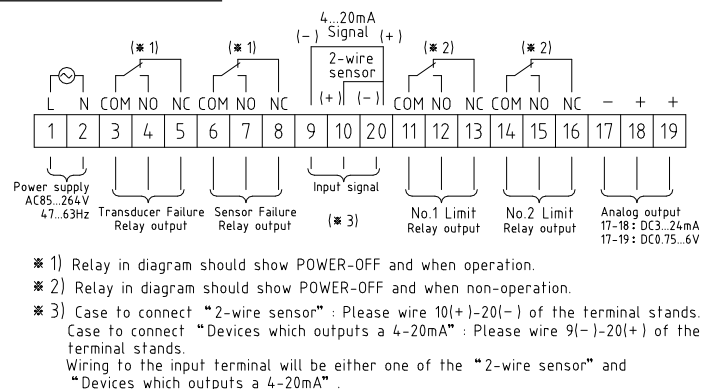 4...20mA
(-) Signal (+)
(※ 1) (※ 1) (※ 2) (※ 2)
2-wire
sensor
L N COM NO NC COM NO NC (+) (-) COM NO NC COM NO NC - + +
1 2 3 4 5 6 7 8 9 10 20 11 12 13 14 15 16 17 18 19
Power supply
AC85...264V
47...63Hz
Transducer Failure
Relay output
Sensor Failure
Relay output
Input signal
(※ 3)
No.1 Limit
Relay output
No.2 Limit
Relay output
Analog output
17-18: DC3...24mA
17-19: DC0.75...6V
※ 1) Relay in diagram should show POWER-OFF and when operation.
※ 2) Relay in diagram should show POWER-OFF and when non-operation.
※ 3) Case to connect “2-wire sensor” : Please wire 10(+)-20(-) of the terminal stands.
Case to connect “Devices which outputs a 4-20mA” : Please wire 9(-)-20(+) of the
terminal stands.
Wiring to the input terminal will be either one of the “2-wire sensor” and
“Devices which outputs a 4-20mA”.